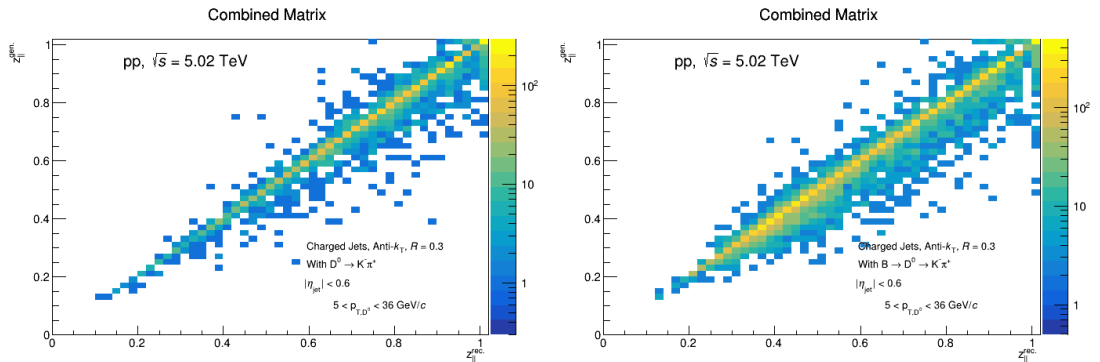 Combined Matrix
z||gen.
pp, √s = 5.02 TeV
1
0.8
0.6
0.4
0.2
0
Charged Jets, Anti-kT, R = 0.3
With D0 → K-π+
|ηjet| < 0.6
5 < pT,D0 < 36 GeV/c
0 0.2 0.4 0.6 0.8 1
z||rec.
10²
10
1
Combined Matrix
z||gen.
pp, √s = 5.02 TeV
1
0.8
0.6
0.4
0.2
0
Charged Jets, Anti-kT, R = 0.3
With B → D0 → K-π+
|ηjet| < 0.6
5 < pT,D0 < 36 GeV/c
0 0.2 0.4 0.6 0.8 1
z||rec.
10²
10
1